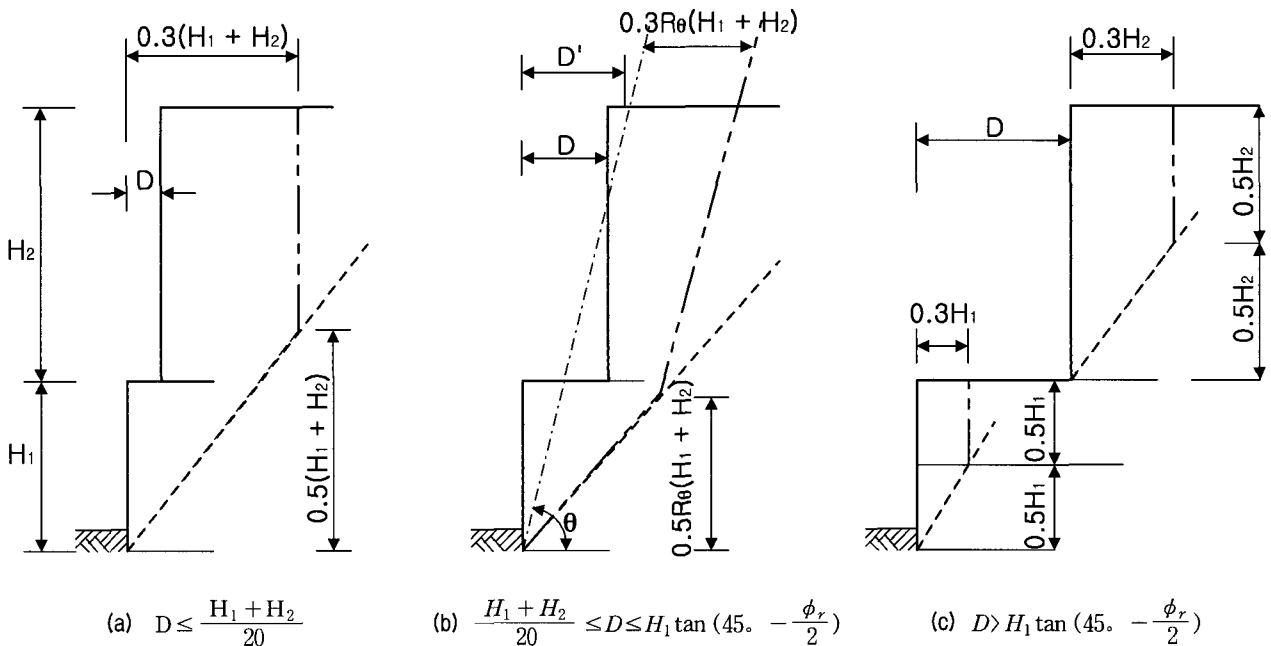 0.3(H₁ + H₂)
D
H₂
H₁
0.5(H₁ + H₂)
(a) D ≤ (H₁ + H₂)/20
0.3Rθ(H₁ + H₂)
D'
D
θ
0.5Rθ(H₁ + H₂)
(b) (H₁ + H₂)/20 ≤ D ≤ H₁ tan (45。 − ϕᵣ/2)
0.3H₂
D
0.5H₂
0.5H₂
0.3H₁
0.5H₁
0.5H₁
(c) D> H₁ tan (45。 − ϕᵣ/2)